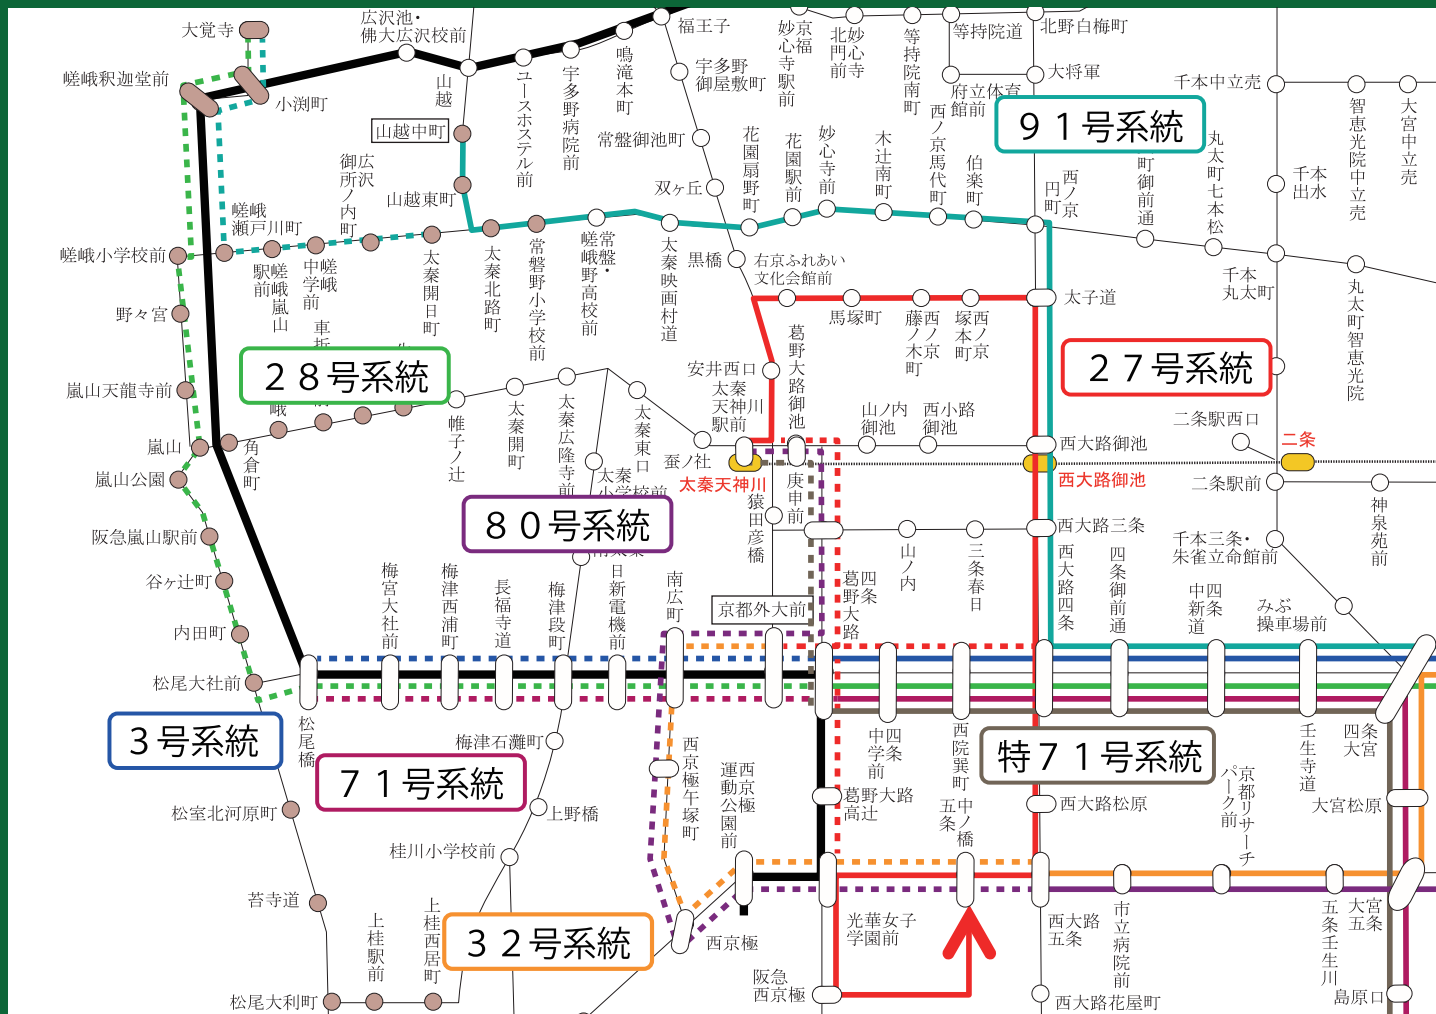 大覚寺
広沢池・
佛大広沢校前
福王子
妙心寺駅前
京福
北門前
妙心寺
等持院南町
等持院道
北野白梅町
嵯峨釈迦堂前
小渕町
山越
ユースホステル前
宇多野病院前
鳴滝本町
宇多野
御屋敷町
府立体育
館前
大将軍
千本中立売
智恵光院中立売
大宮中立売
山越中町
常盤御池町
花園扇野町
花園駅前
妙心寺前
木辻南町
西ノ京馬代町
伯楽町
91号系統
丸太町七本松
町御前通
千本
出水
御所ノ内町
広沢
山越東町
双ヶ丘
西ノ京
円町
嵯峨
瀬戸川町
嵯峨小学校前
駅前
嵯峨嵐山
中学前
嵯峨
太秦開日町
太秦北路町
常磐野小学校前
嵯峨野高校前
常盤・
太秦映画村道
黒橋
右京ふれあい
文化会館前
千本
丸太町
丸太町智恵光院
野々宮
車折
馬塚町
藤ノ木町
西ノ京
塚本町
西ノ京
太子道
28号系統
27号系統
嵐山天龍寺前
安井西口
太秦
天神川
駅前
葛野大路御池
山ノ内
御池
西小路
御池
西大路御池
二条駅西口
二条
嵐山
角倉町
峨
帷子ノ辻
太秦開町
太秦広隆寺前
太秦東口
蚕ノ社
太秦天神川
西大路御池
二条駅前
神泉苑前
嵐山公園
太秦
小学校前
猿田彦橋
庚申前
80号系統
阪急嵐山駅前
西大路三条
千本三条・
朱雀立命館前
山ノ内
三条春日
谷ヶ辻町
梅宮大社前
梅津西浦町
長福寺道
梅津段町
日新電機前
南広町
京都外大前
葛野大路
四条
西大路四条
四条御前通
中新道
四条
みぶ
操車場前
内田町
松尾大社前
3号系統
松尾橋
71号系統
梅津石灘町
西京極午塚町
運動公園前
西京極
中学前
四条
西院巽町
特71号系統
壬生寺道
四条
大宮
松室北河原町
上野橋
葛野大路
高辻
五条
中ノ橋
西大路松原
パーク前
京都リサーチ
大宮松原
桂川小学校前
苔寺道
上桂駅前
上桂西居町
32号系統
西京極
光華女子
学園前
西大路
五条
市立病院前
五条壬生川
大宮
五条
松尾大利町
阪急
西京極
西大路花屋町
島原口